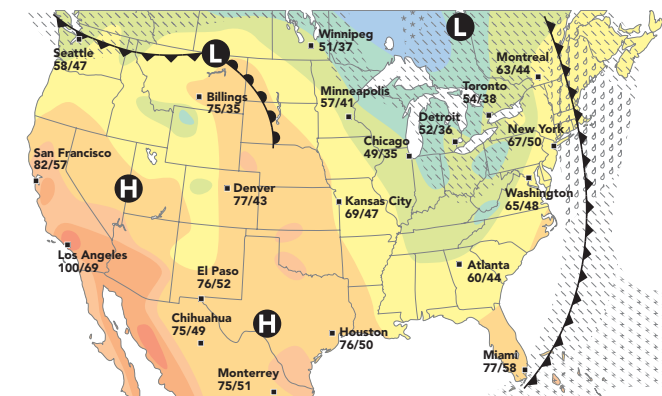 L
Winnipeg
51/37
Seattle
58/47
L
Montreal
63/44
Billings
75/35
Minneapolis
57/41
Toronto
54/38
Detroit
52/36
New York
67/50
Chicago
49/35
San Francisco
82/57
H
Denver
77/43
Kansas City
69/47
Washington
65/48
Los Angeles
100/69
El Paso
76/52
Atlanta
60/44
Chihuahua
75/49
H
Houston
76/50
Miami
77/58
Monterrey
75/51